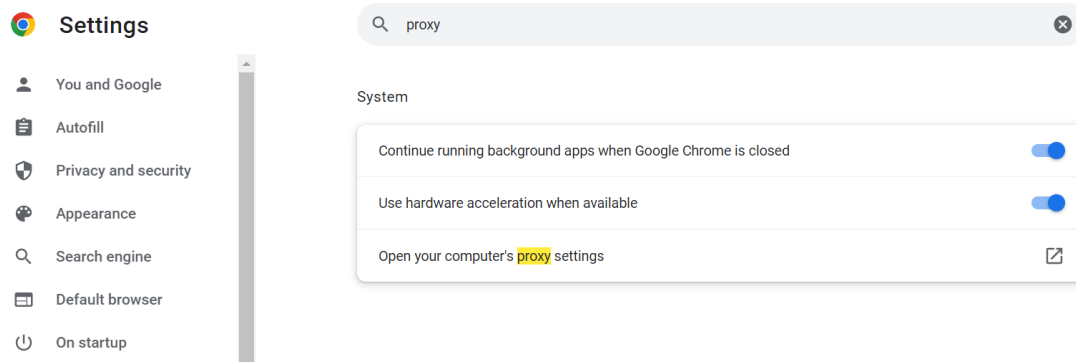 Settings
proxy
You and Google
Autofill
Privacy and security
Appearance
Search engine
Default browser
On startup
System
Continue running background apps when Google Chrome is closed
Use hardware acceleration when available
Open your computer's proxy settings